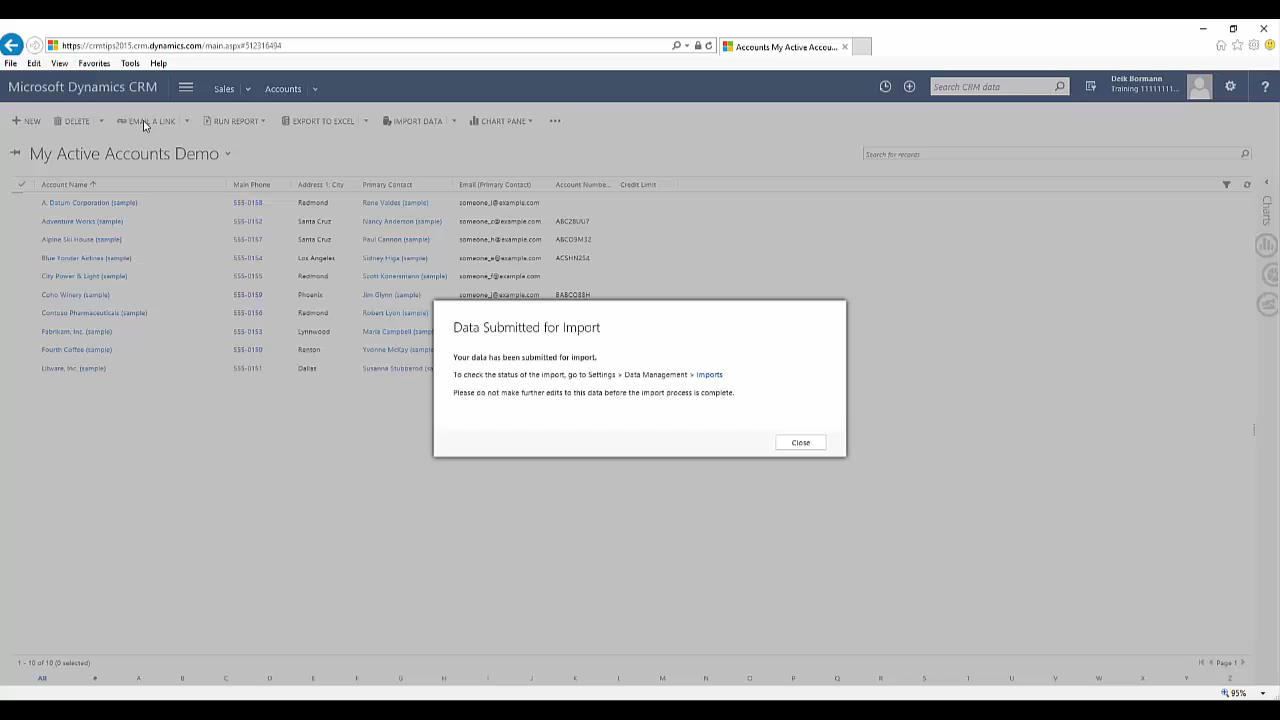 https://crmtips2015.crm.dynamics.com/main.aspx#512316494
Accounts My Active Accou...
File Edit View Favorites Tools Help
Microsoft Dynamics CRM Sales Accounts Search CRM data Deik Bormann
Training 11111111...
NEW DELETE EMAIL A LINK RUN REPORT EXPORT TO EXCEL IMPORT DATA CHART PANE
My Active Accounts Demo Search for records
Account Name Main Phone Address 1: City Primary Contact Email (Primary Contact) Account Numbe... Credit Limit
A. Datum Corporation (sample) 555-0158 Redmond Rene Valdes (sample) someone_i@example.com
Adventure Works (sample) 555-0152 Santa Cruz Nancy Anderson (sample) someone_c@example.com ABC28UU7
Alpine Ski House (sample) 555-0157 Santa Cruz Paul Cannon (sample) someone_h@example.com ABCO9M32
Blue Yonder Airlines (sample) 555-0154 Los Angeles Sidney Higa (sample) someone_e@example.com ACSHN2S4
City Power & Light (sample) 555-0155 Redmond Scott Konersmann (sample) someone_f@example.com
Coho Winery (sample) 555-0159 Phoenix Jim Glynn (sample) someone_j@example.com BABCO88H
Contoso Pharmaceuticals (sample) 555-0156 Redmond Robert Lyon (sample)
Fabrikam, Inc. (sample) 555-0153 Lynnwood Maria Campbell (sample)
Fourth Coffee (sample) 555-0150 Renton Yvonne McKay (sample)
Litware, Inc. (sample) 555-0151 Dallas Susanna Stubberod (sample)
Charts
Data Submitted for Import
Your data has been submitted for import.
To check the status of the import, go to Settings > Data Management > Imports
Please do not make further edits to this data before the import process is complete.
Close
1 - 10 of 10 (0 selected) Page 1
All # A B C D E F G H I J K L M N O P Q R S T U V W X Y Z
95%